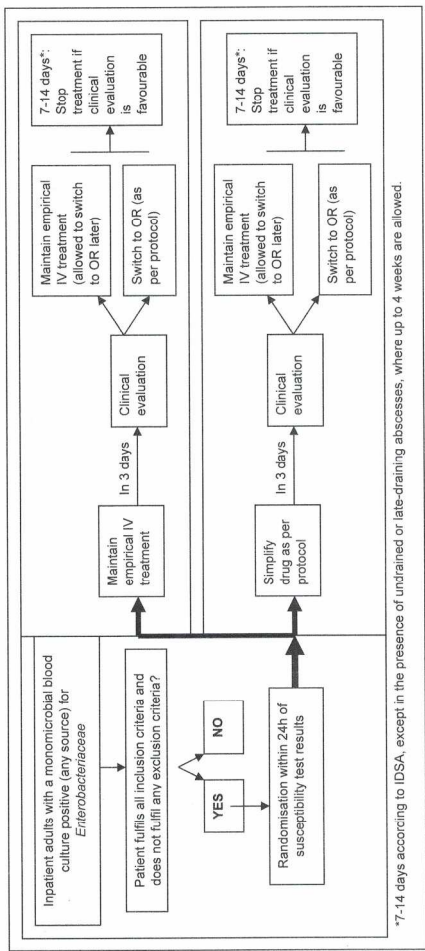 Inpatient adults with a monomicrobial blood
culture positive (any source) for
Enterobacteriaceae
Patient fulfils all inclusion criteria and
does not fulfil any exclusion criteria?
YES
NO
Randomisation within 24h of
susceptibility test results
Maintain
empirical IV
treatment
In 3 days
Clinical
evaluation
Maintain empirical
IV treatment
(allowed to switch
to OR later)
Switch to OR (as
per protocol)
7-14 days*:
Stop
treatment if
clinical
evaluation
is
favourable
Simplify
drug as per
protocol
In 3 days
Clinical
evaluation
Maintain empirical
IV treatment
(allowed to switch
to OR later)
Switch to OR (as
per protocol)
7-14 days*:
Stop
treatment if
clinical
evaluation
is
favourable
*7-14 days according to IDSA, except in the presence of undrained or late-draining abscesses, where up to 4 weeks are allowed.